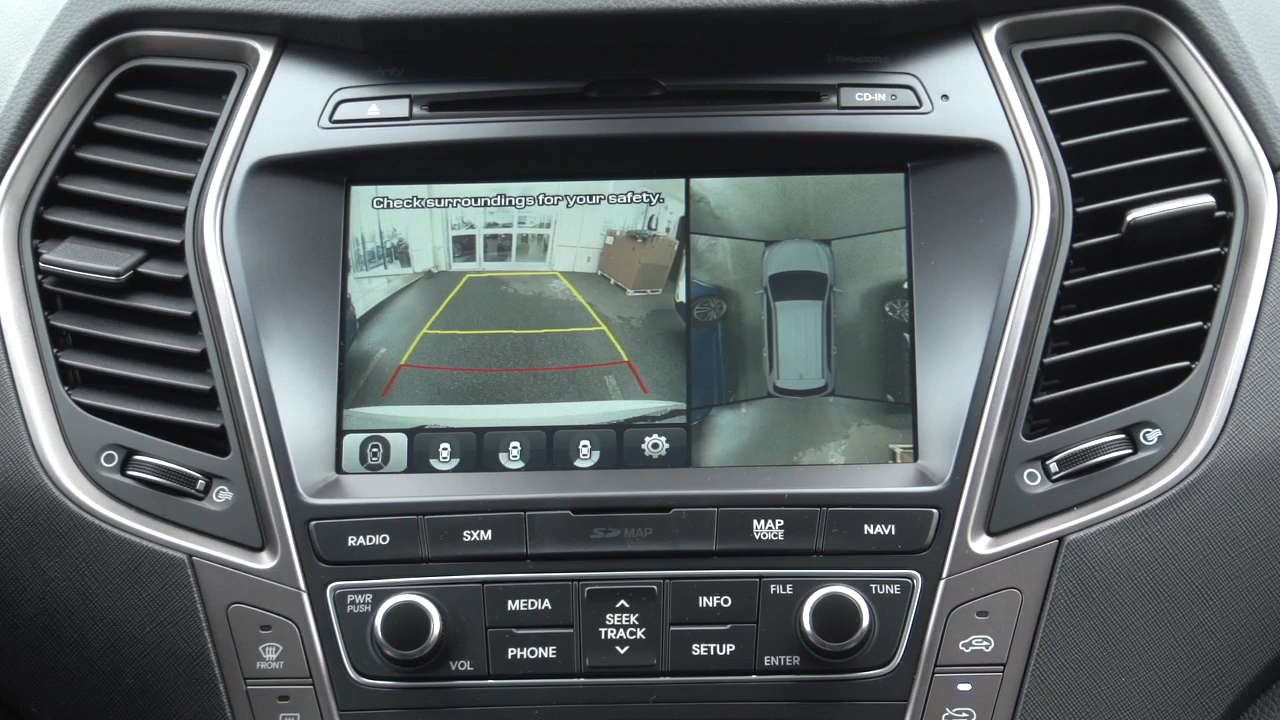 CD-IN
Check surroundings for your safety.
RADIO
SXM
SD MAP
MAP
VOICE
NAVI
PWR
PUSH
VOL
MEDIA
PHONE
SEEK
TRACK
INFO
SETUP
FILE
TUNE
ENTER
FRONT